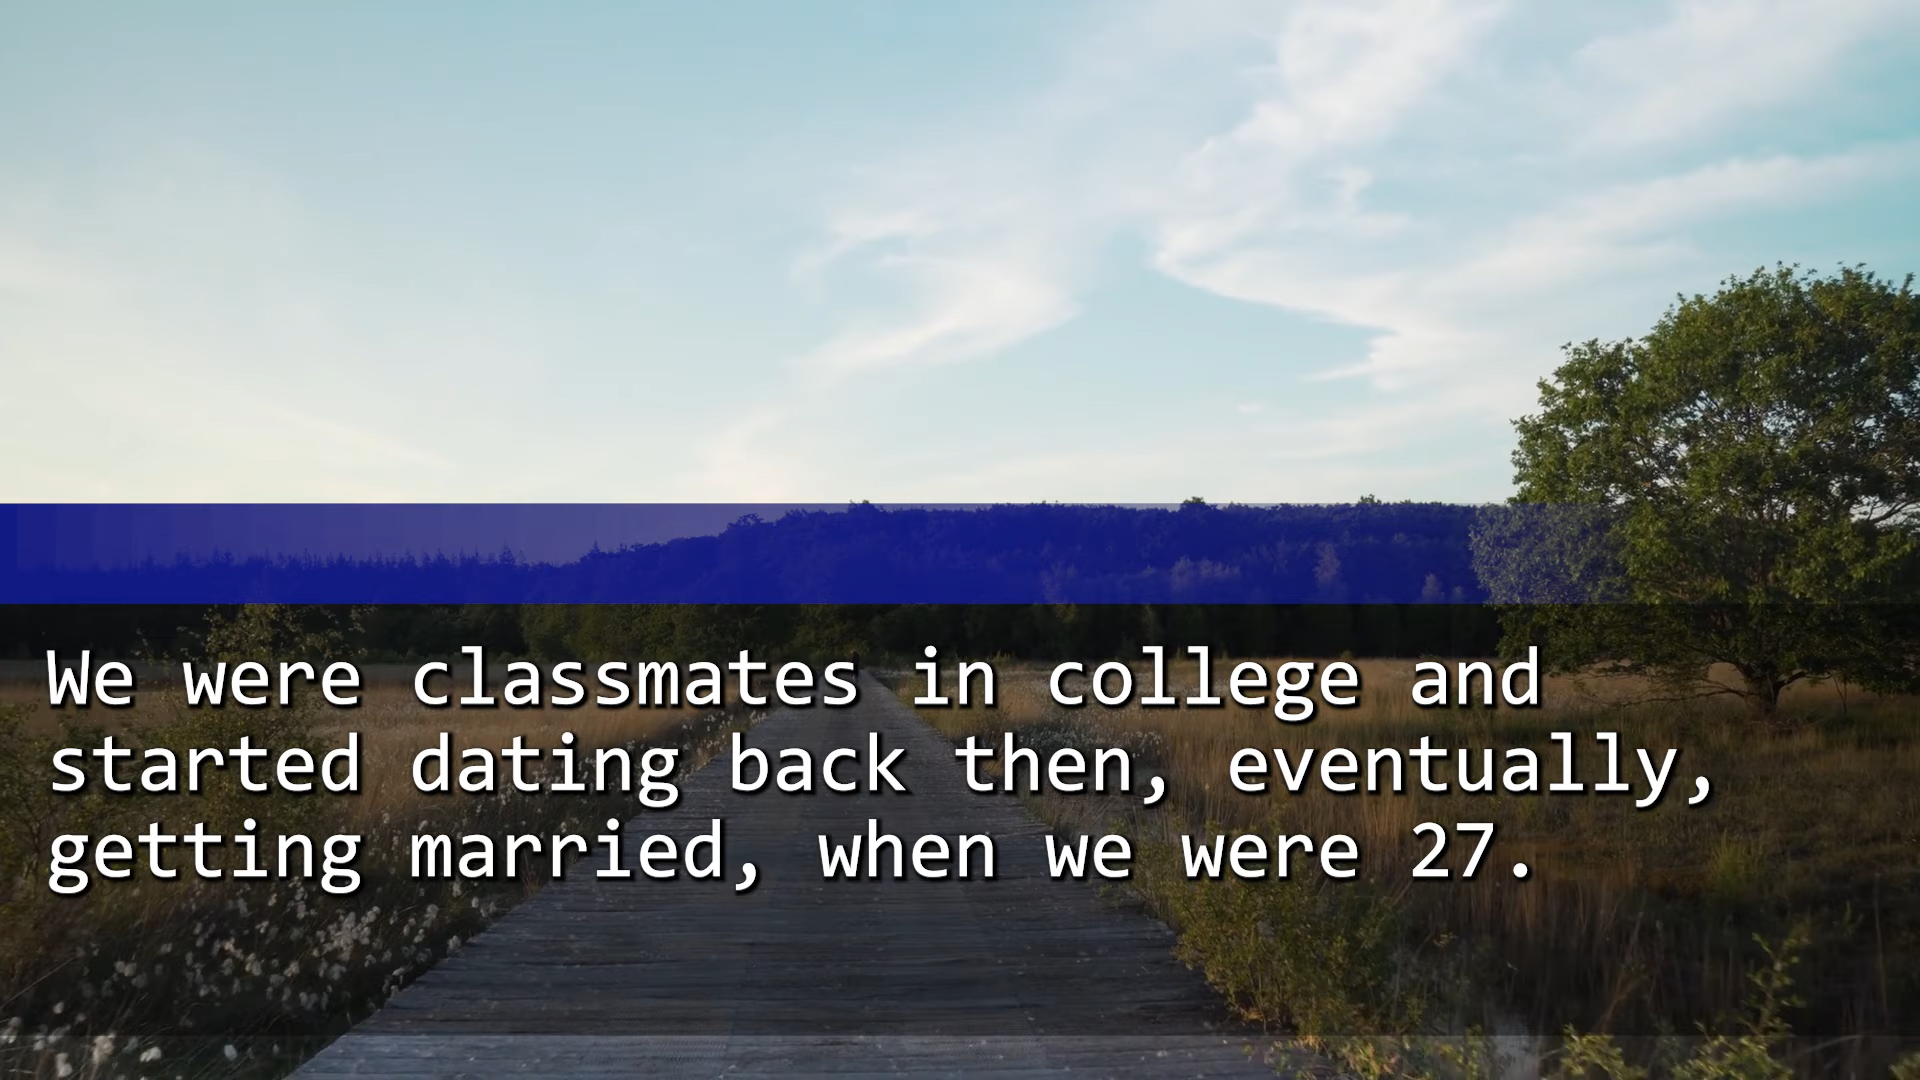 We were classmates in college and
started dating back then, eventually,
getting married, when we were 27.